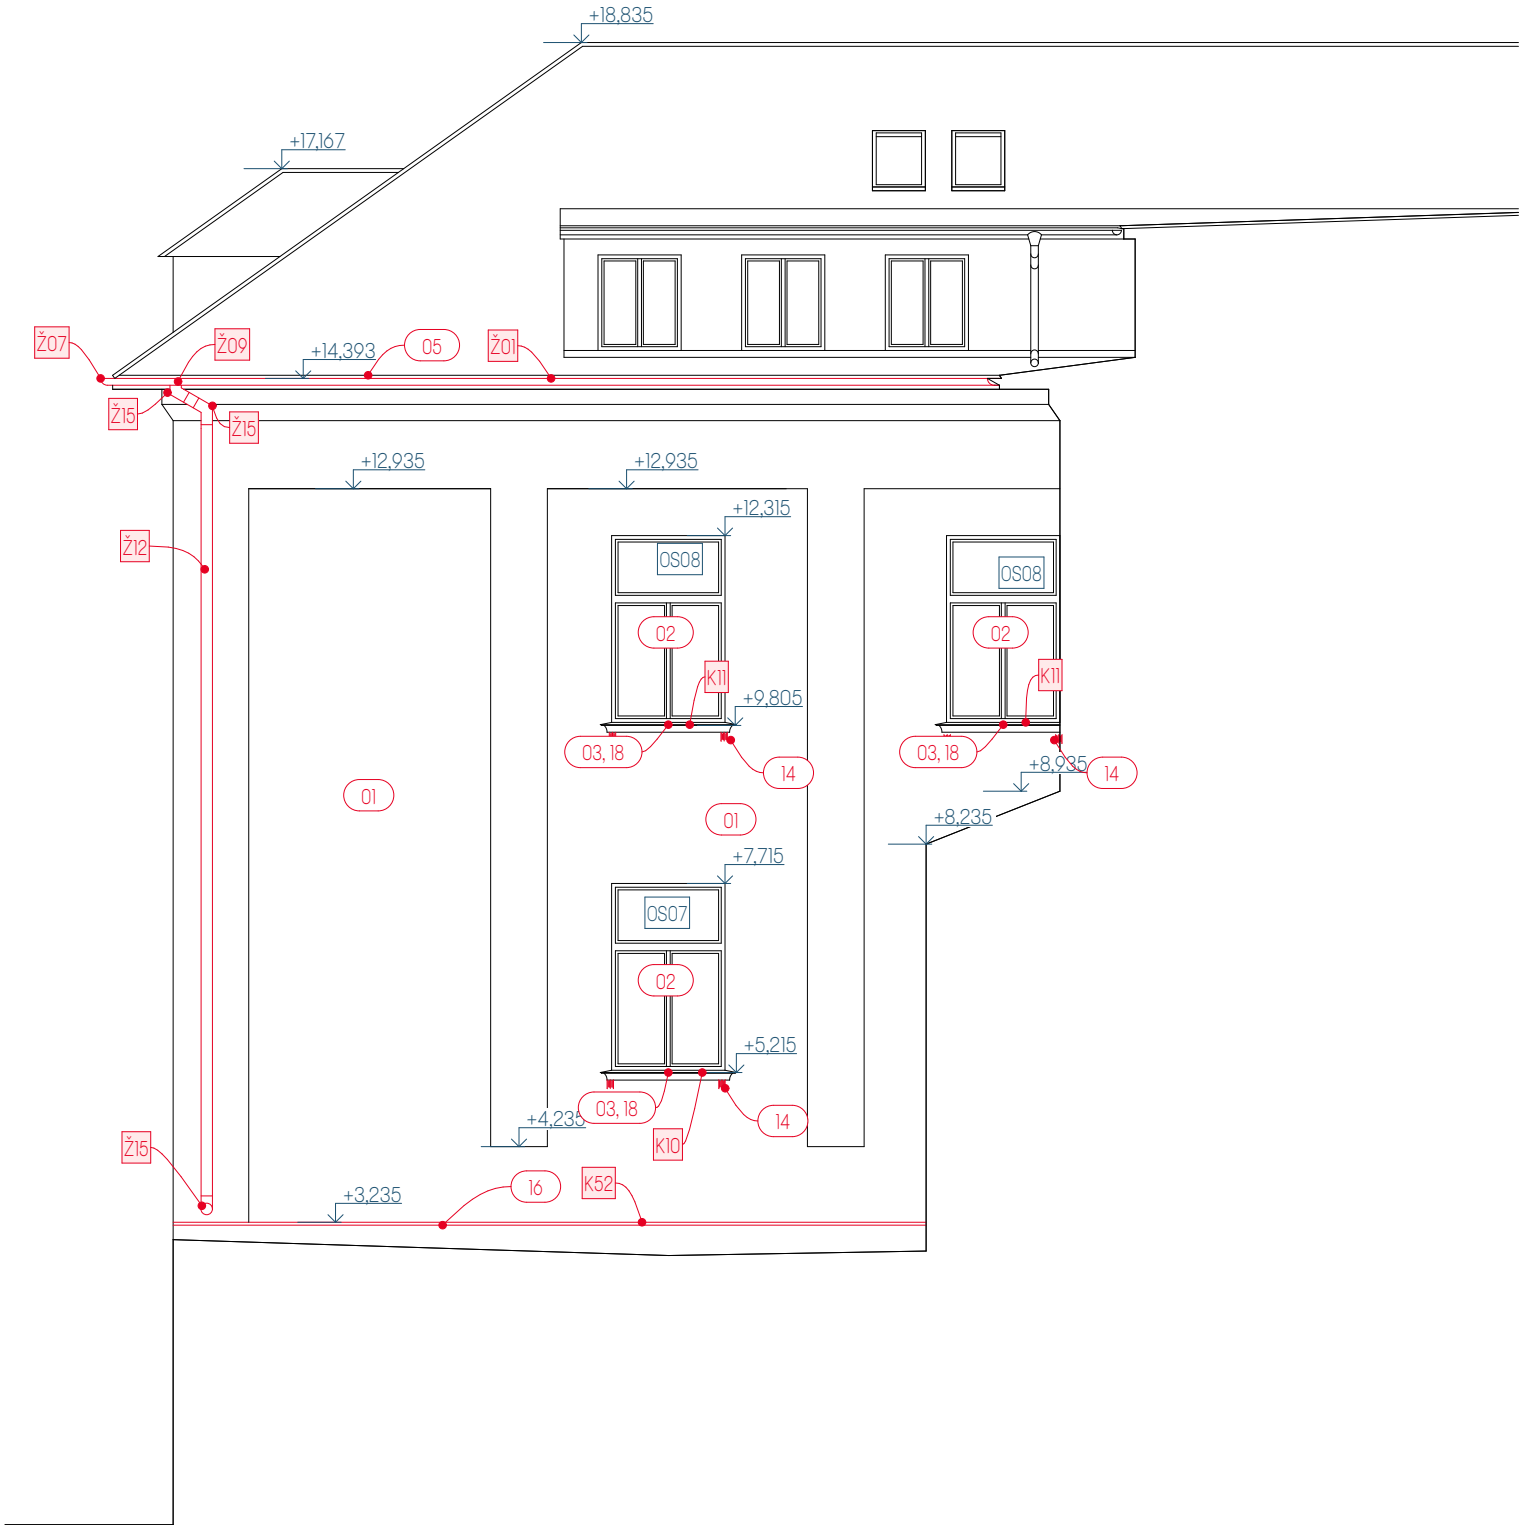 +18,835
+17,167
Ž07
Ž09
+14,393
05
Ž01
Ž15
Ž15
+12,935
+12,935
+12,315
Ž12
OS08
OS08
02
02
K11
K11
+9,805
03, 18
03, 18
14
+8,935
14
01
01
+8,235
+7,715
OS07
02
+5,215
03, 18
+4,235
14
Ž15
K10
16
K52
+3,235